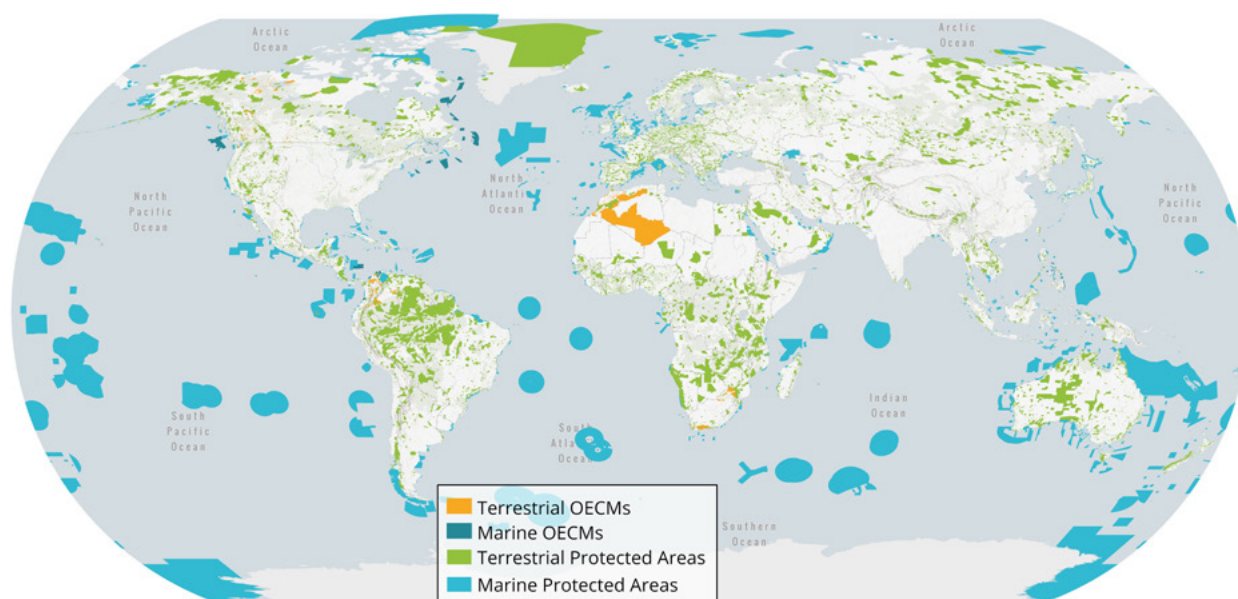 Arctic
Ocean
Arctic
Ocean
North
Pacific
Ocean
North
Atlantic
Ocean
North
Pacific
Ocean
South
Pacific
Ocean
South
Atlantic
Ocean
Indian
Ocean
Southern
Ocean
Terrestrial OECMs
Marine OECMs
Terrestrial Protected Areas
Marine Protected Areas